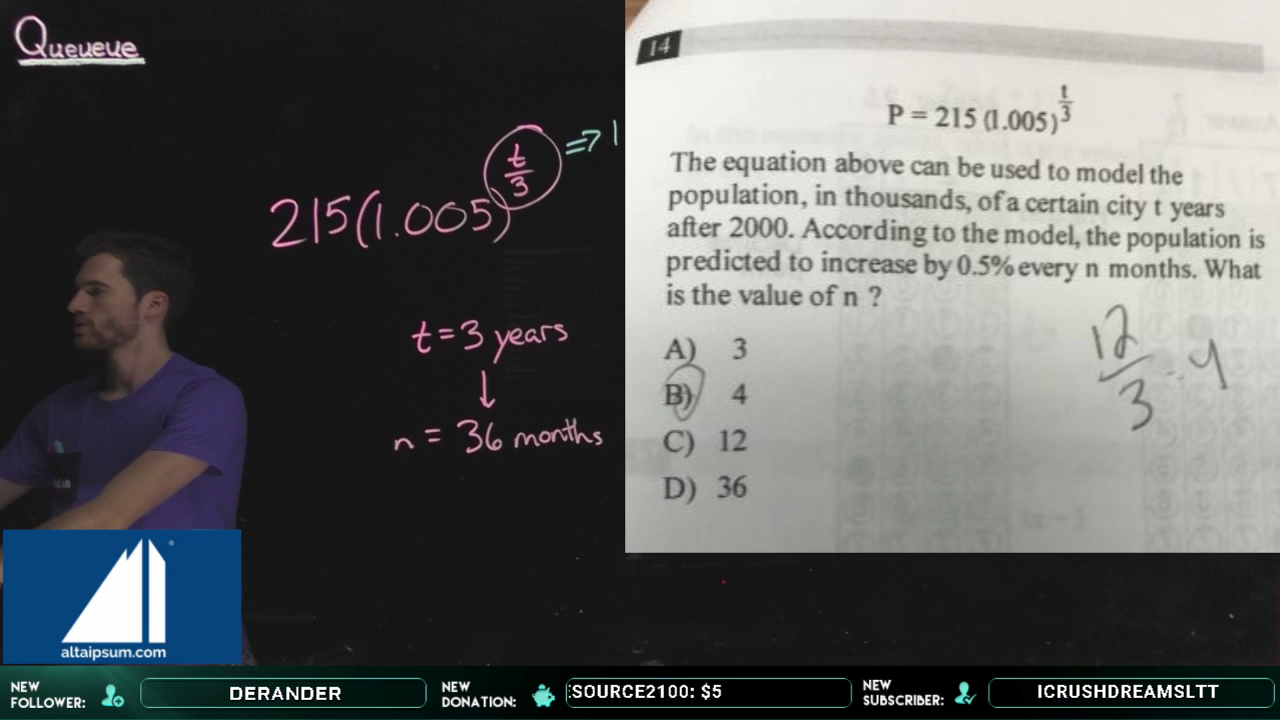 Queueue
215(1.005)^(t/3) => 1
t = 3 years
↓
n = 36 months
14
P = 215 (1.005)^(t/3)
The equation above can be used to model the
population, in thousands, of a certain city t years
after 2000. According to the model, the population is
predicted to increase by 0.5% every n months. What
is the value of n ?
A) 3
B) 4
C) 12
D) 36
12
3
4
altaipsum.com
NEW FOLLOWER:
DERANDER
NEW DONATION:
SOURCE2100: $5
NEW SUBSCRIBER:
ICRUSHDREAMSLTT